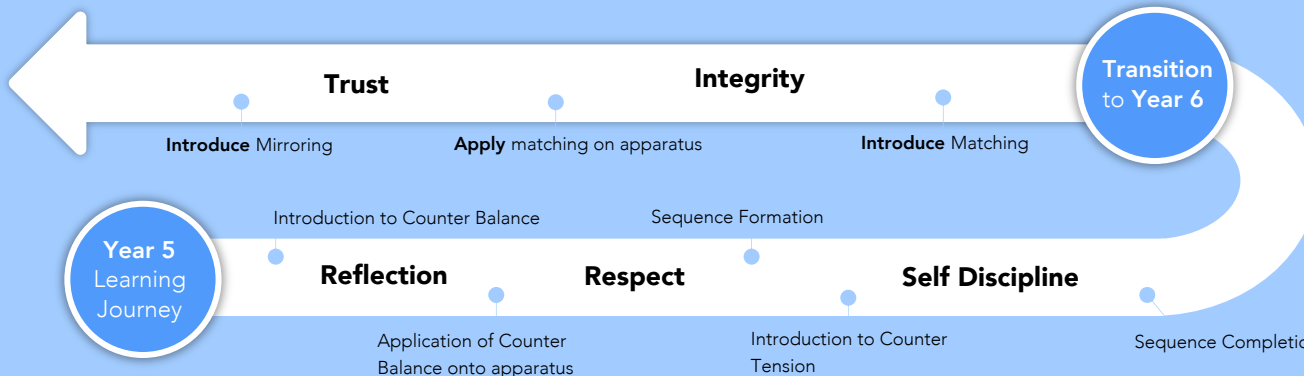 Trust
Integrity
Transition
to Year 6
Introduce Mirroring
Apply matching on apparatus
Introduce Matching
Introduction to Counter Balance
Sequence Formation
Year 5
Learning
Journey
Reflection
Respect
Self Discipline
Application of Counter
Balance onto apparatus
Introduction to Counter
Tension
Sequence Completio